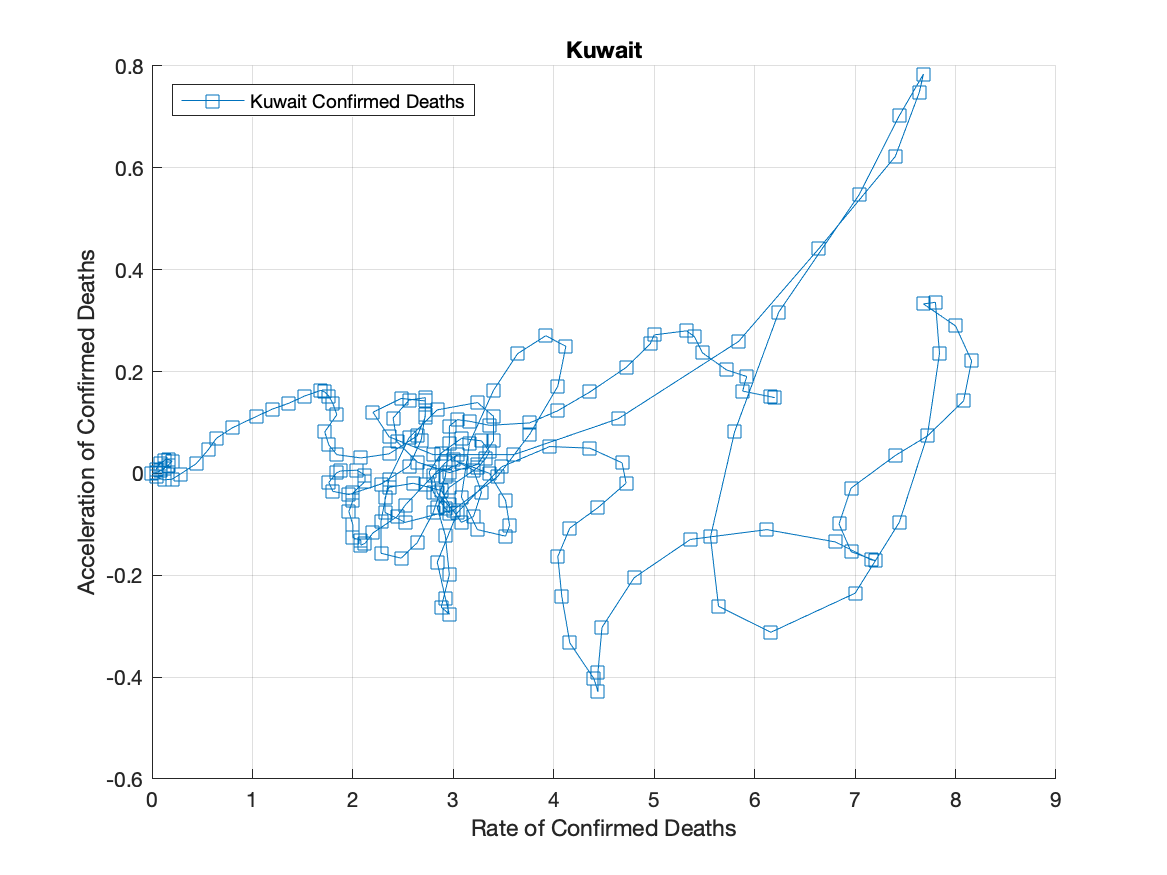 Kuwait
Kuwait Confirmed Deaths
0.8
0.6
0.4
0.2
0
-0.2
-0.4
-0.6
Acceleration of Confirmed Deaths
0 1 2 3 4 5 6 7 8 9
Rate of Confirmed Deaths